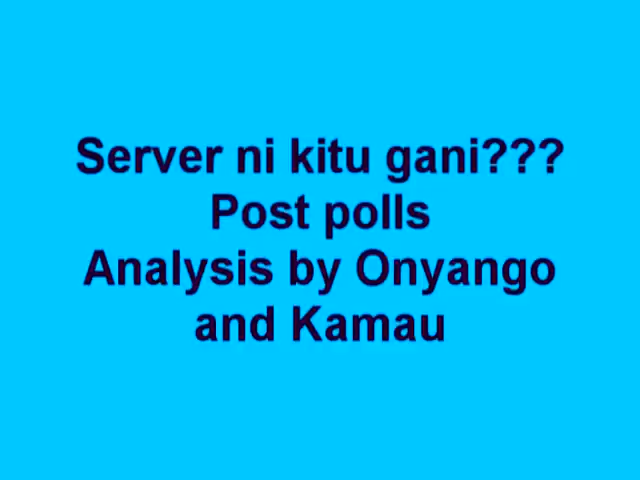 Server ni kitu gani???
Post polls
Analysis by Onyango
and Kamau